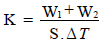 K = W₁+ W₂ / S.ΔT